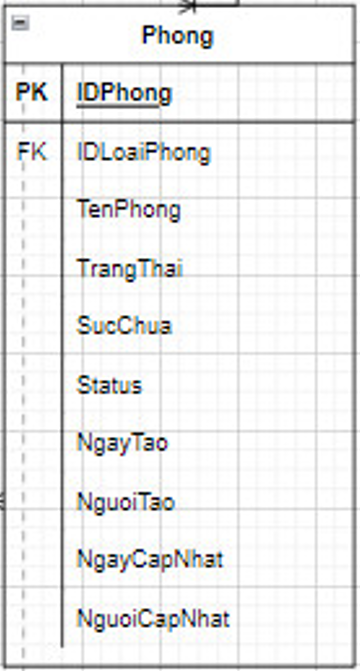 Phong
PK IDPhong
FK IDLoaiPhong
TenPhong
TrangThai
SucChua
Status
NgayTao
NguoiTao
NgayCapNhat
NguoiCapNhat